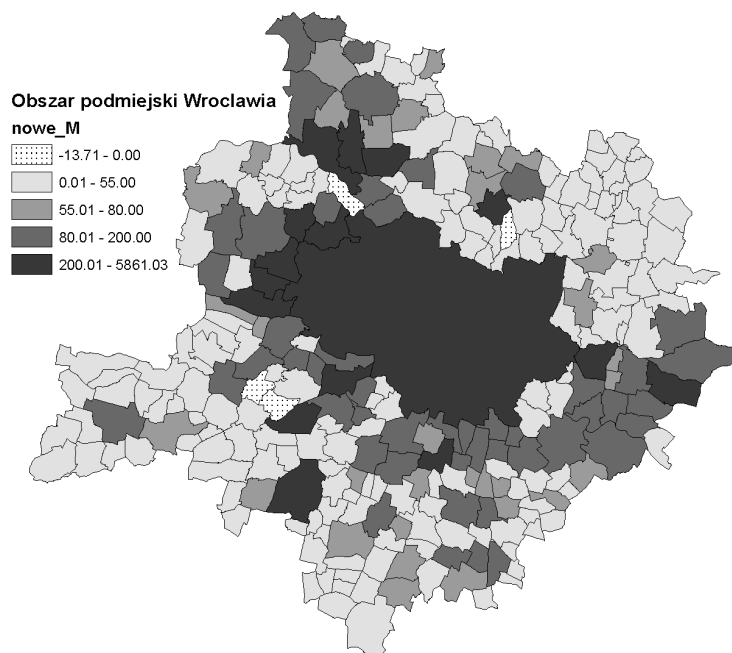 Obszar podmiejski Wroclawia
nowe_M
-13.71 - 0.00
0.01 - 55.00
55.01 - 80.00
80.01 - 200.00
200.01 - 5861.03